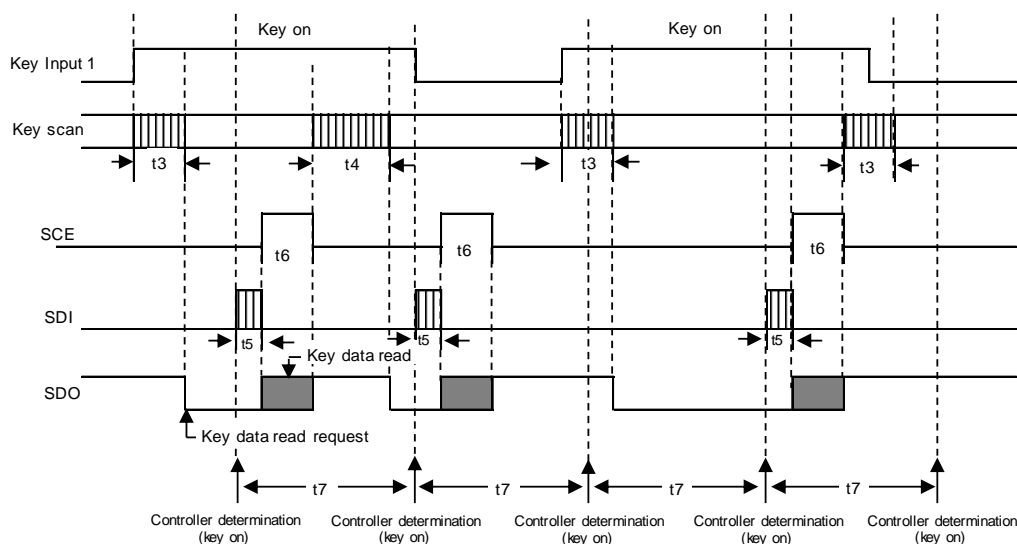 Key on
Key on
Key Input 1
Key scan
t3
t4
t3
t3
SCE
t6
t6
t6
SDI
t5
t5
t5
Key data read
SDO
Key data read request
t7
t7
t7
t7
Controller determination
(key on)
Controller determination
(key on)
Controller determination
(key on)
Controller determination
(key on)
Controller determination
(key on)